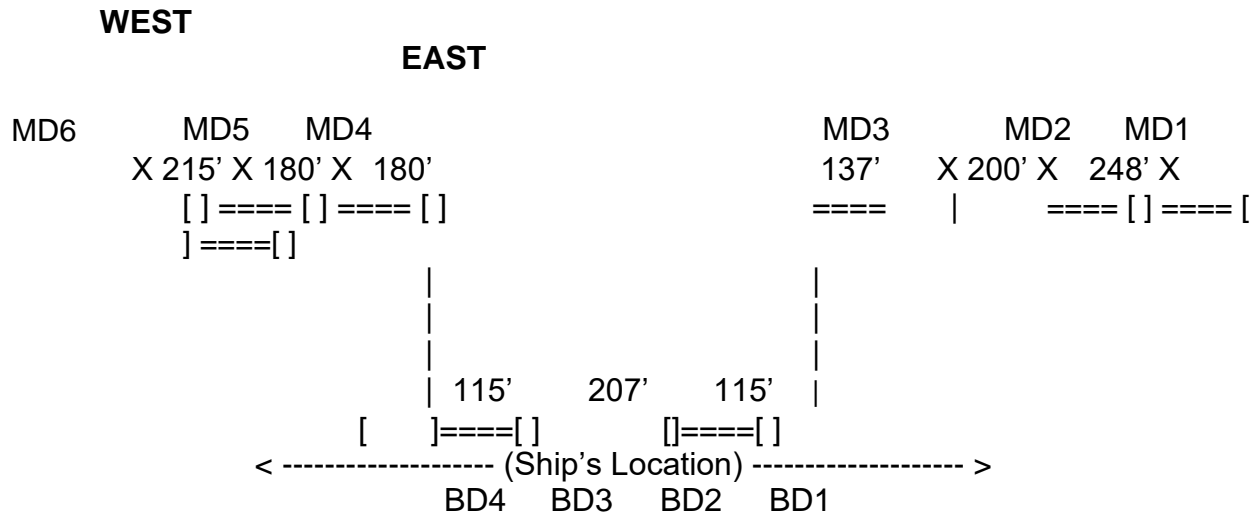 WEST
EAST
MD6 MD5 MD4 MD3 MD2 MD1
X 215’ X 180’ X 180’ 137’ X 200’ X 248’ X
[ ] ==== [ ] ==== [ ] ==== | ==== [ ] ==== [
] ====[ ]
| |
| |
| |
| 115’ 207’ 115’ |
[ ]====[ ] []====[ ]
< -------------------- (Ship’s Location) ------------------- >
BD4 BD3 BD2 BD1